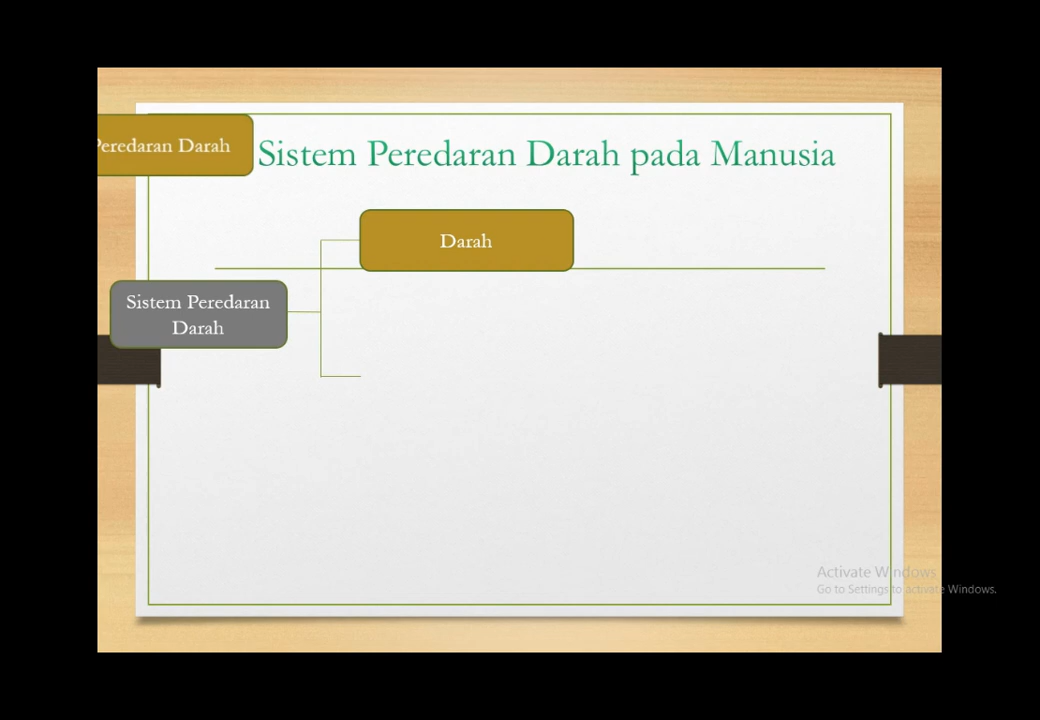 Peredaran Darah
Sistem Peredaran Darah pada Manusia
Darah
Sistem Peredaran
Darah
Activate Windows
Go to Settings to activate Windows.